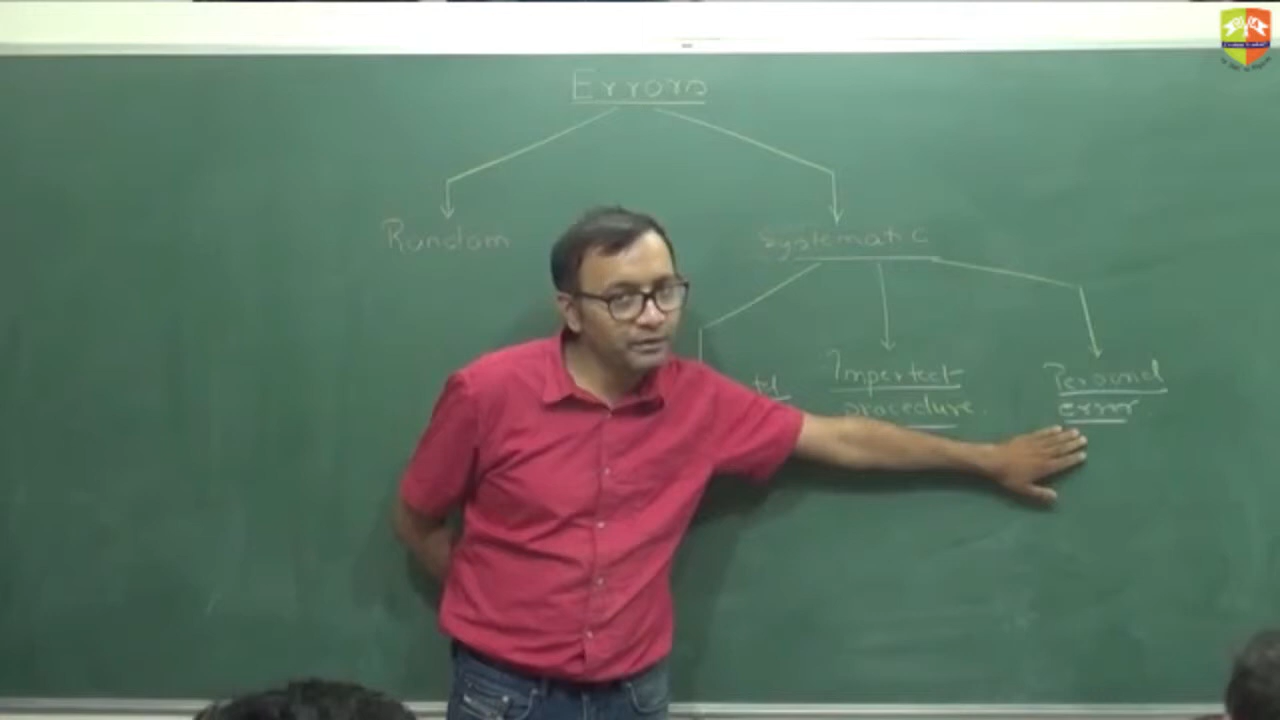 Errors
Random
Systematic
Imperfect
procedure.
Personal
error